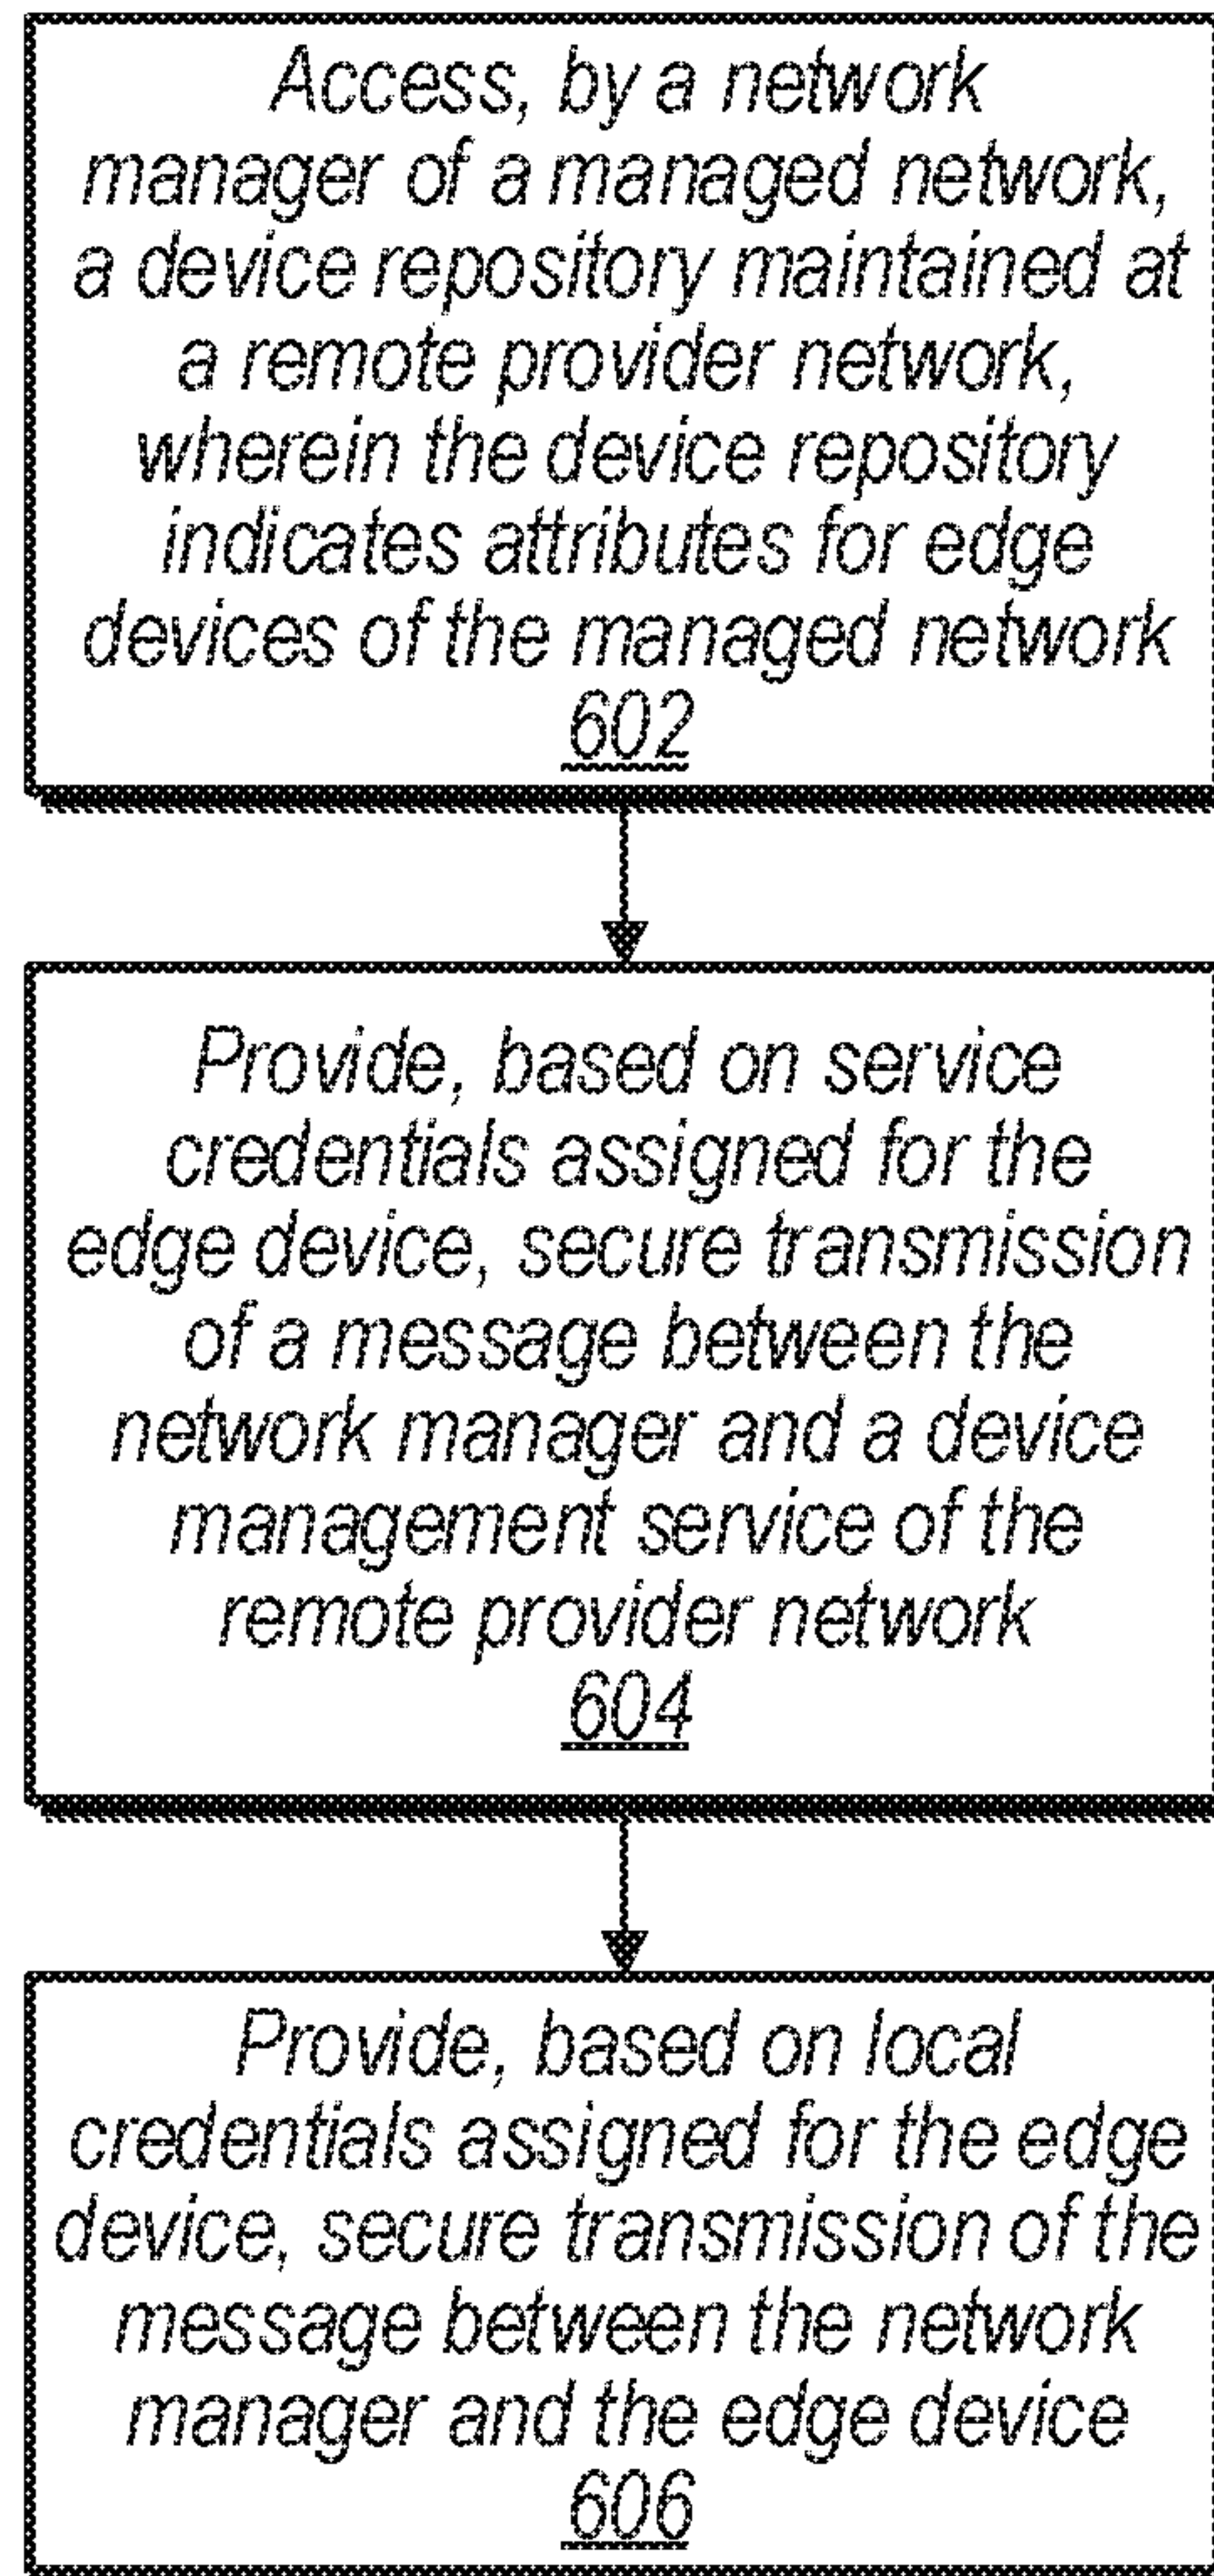 Access, by a network
manager of a managed network,
a device repository maintained at
a remote provider network,
wherein the device repository
indicates attributes for edge
devices of the managed network
602
Provide, based on service
credentials assigned for the
edge device, secure transmission
of a message between the
network manager and a device
management service of the
remote provider network
604
Provide, based on local
credentials assigned for the edge
device, secure transmission of the
message between the network
manager and the edge device
606